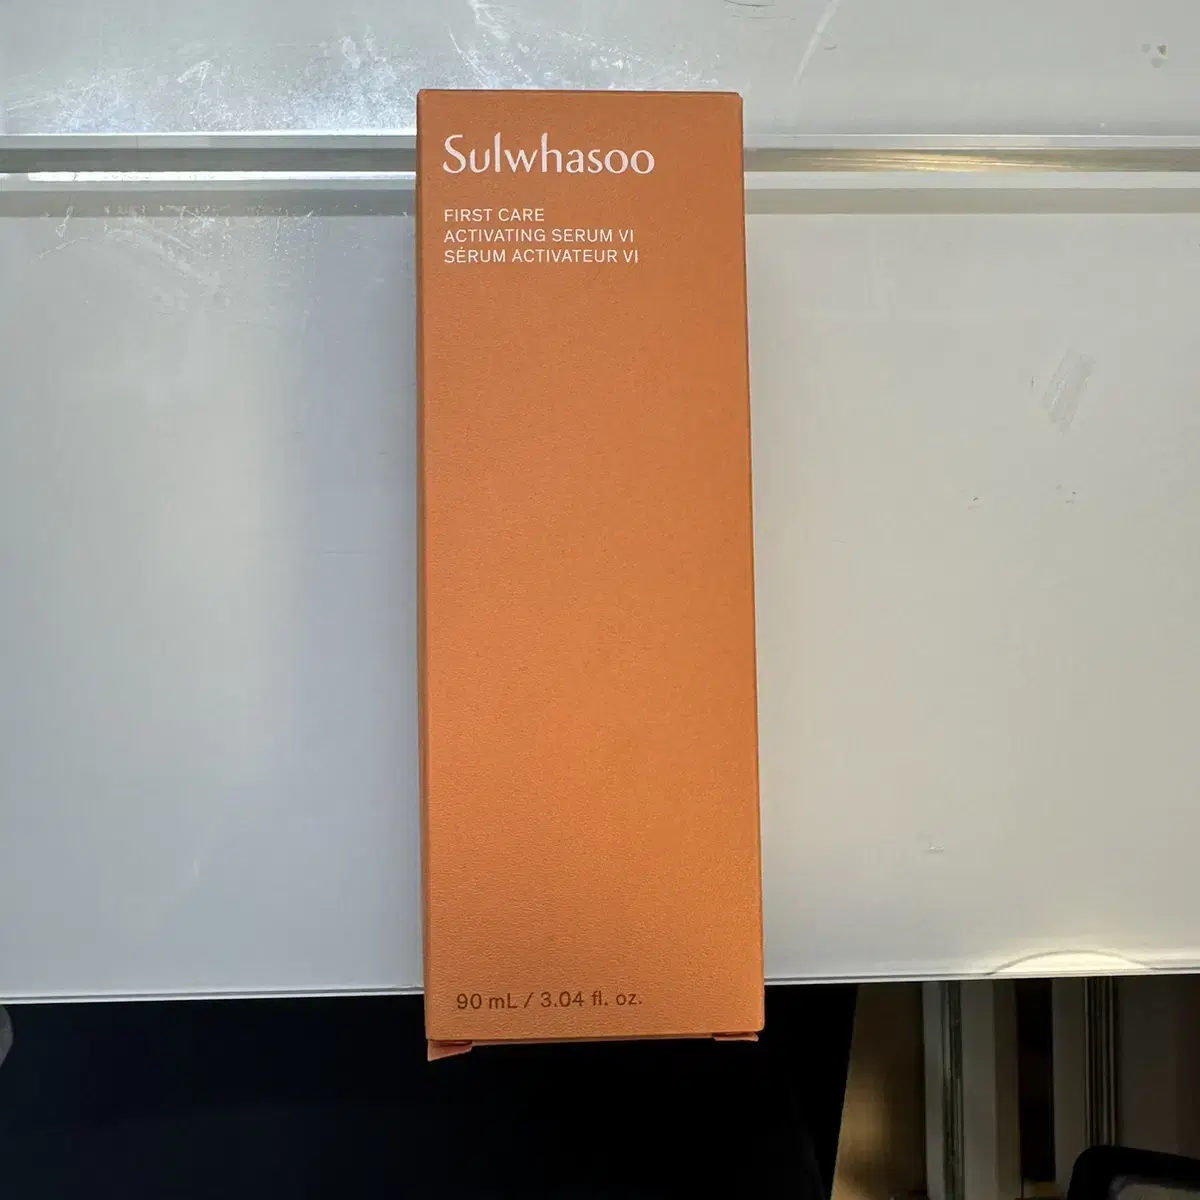 Sulwhasoo
FIRST CARE
ACTIVATING SERUM VI
SÉRUM ACTIVATEUR VI
90 mL / 3.04 fl. oz.